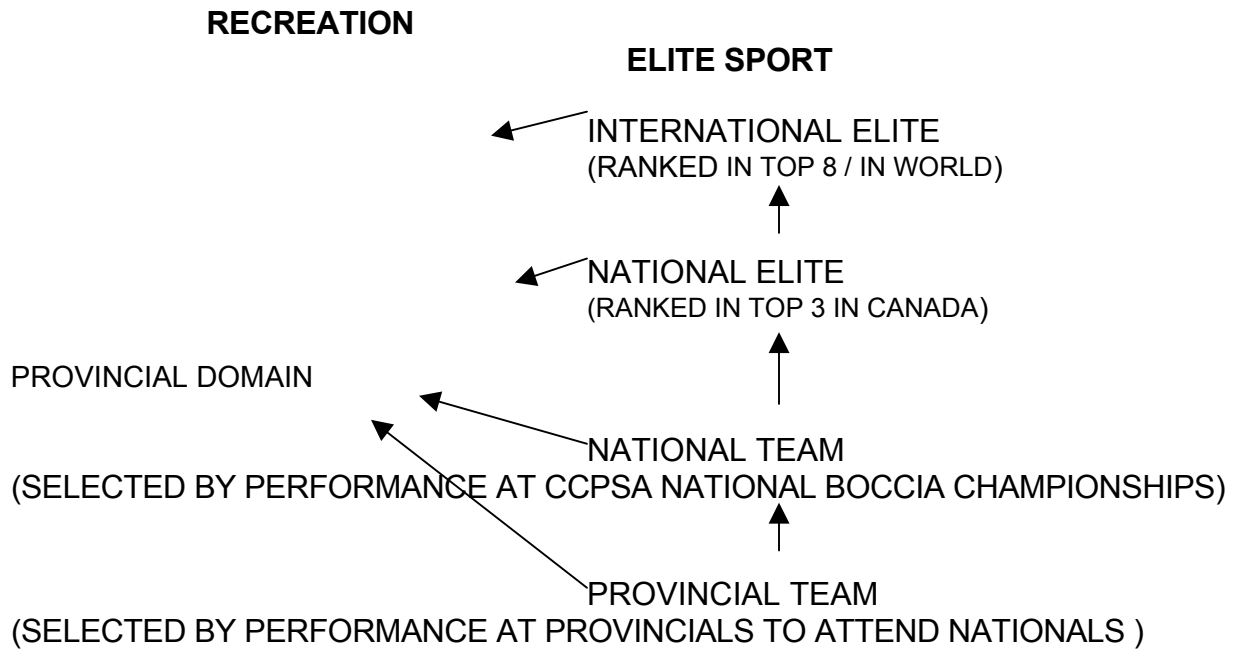 RECREATION
ELITE SPORT
INTERNATIONAL ELITE
(RANKED IN TOP 8 / IN WORLD)
NATIONAL ELITE
(RANKED IN TOP 3 IN CANADA)
PROVINCIAL DOMAIN
NATIONAL TEAM
(SELECTED BY PERFORMANCE AT CCPSA NATIONAL BOCCIA CHAMPIONSHIPS)
PROVINCIAL TEAM
(SELECTED BY PERFORMANCE AT PROVINCIALS TO ATTEND NATIONALS )